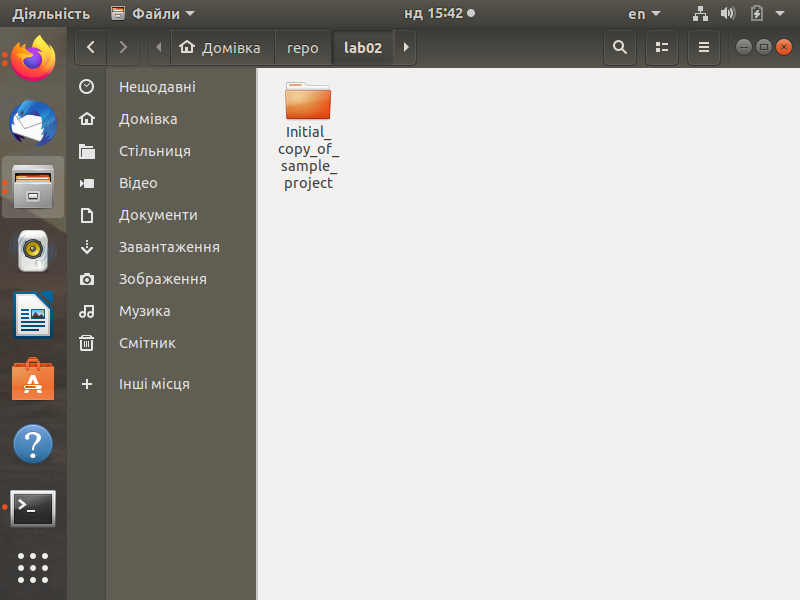 Діяльність
Файли
нд 15:42
en
Домівка
repo
lab02
Нещодавні
Домівка
Стільниця
Відео
Документи
Завантаження
Зображення
Музика
Смітник
Інші місця
Initial_
copy_of_
sample_
project